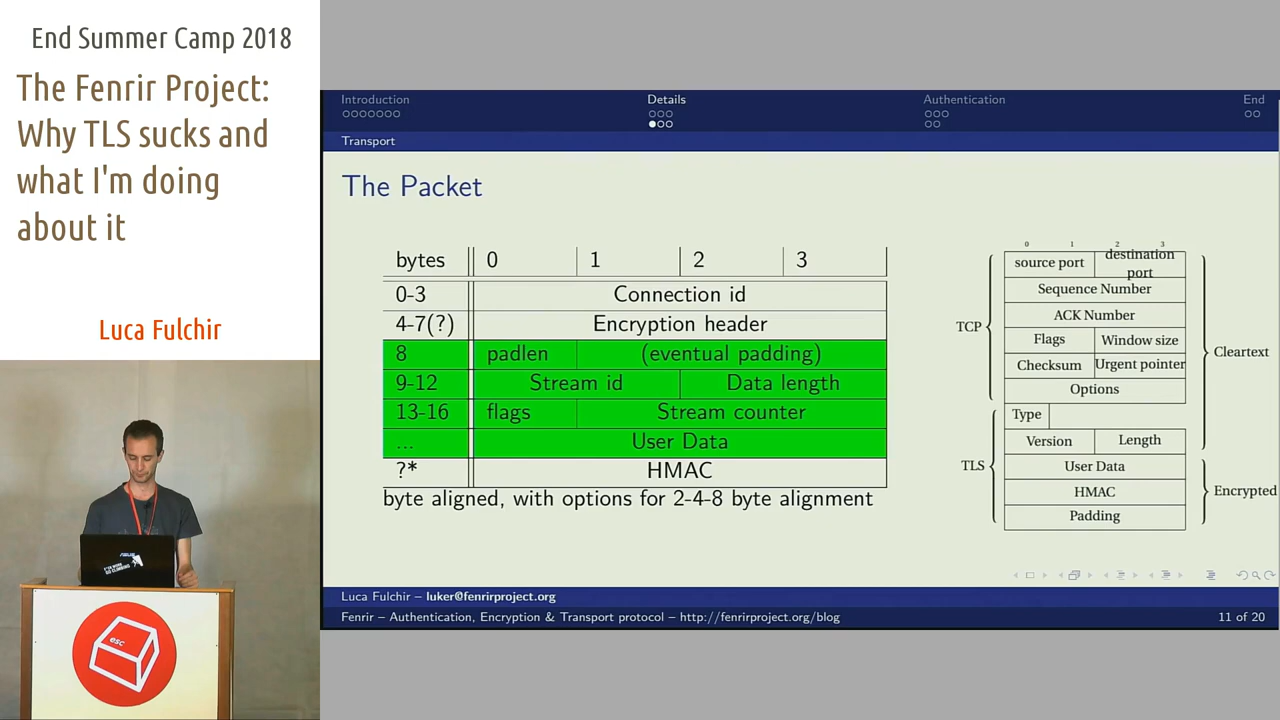 End Summer Camp 2018
The Fenrir Project:
Why TLS sucks and
what I'm doing
about it
Luca Fulchir
esc
Introduction
Details
Authentication
End
Transport
The Packet
bytes 0 1 2 3
0-3 Connection id
4-7(?) Encryption header
8 padlen (eventual padding)
9-12 Stream id Data length
13-16 flags Stream counter
... User Data
?* HMAC
byte aligned, with options for 2-4-8 byte alignment
0 1 2 3
source port destination port
Sequence Number
ACK Number
Flags Window size
Checksum Urgent pointer
Options
Type
Version Length
User Data
HMAC
Padding
TCP
TLS
Cleartext
Encrypted
Luca Fulchir – luker@fenrirproject.org
Fenrir – Authentication, Encryption & Transport protocol – http://fenrirproject.org/blog
11 of 20